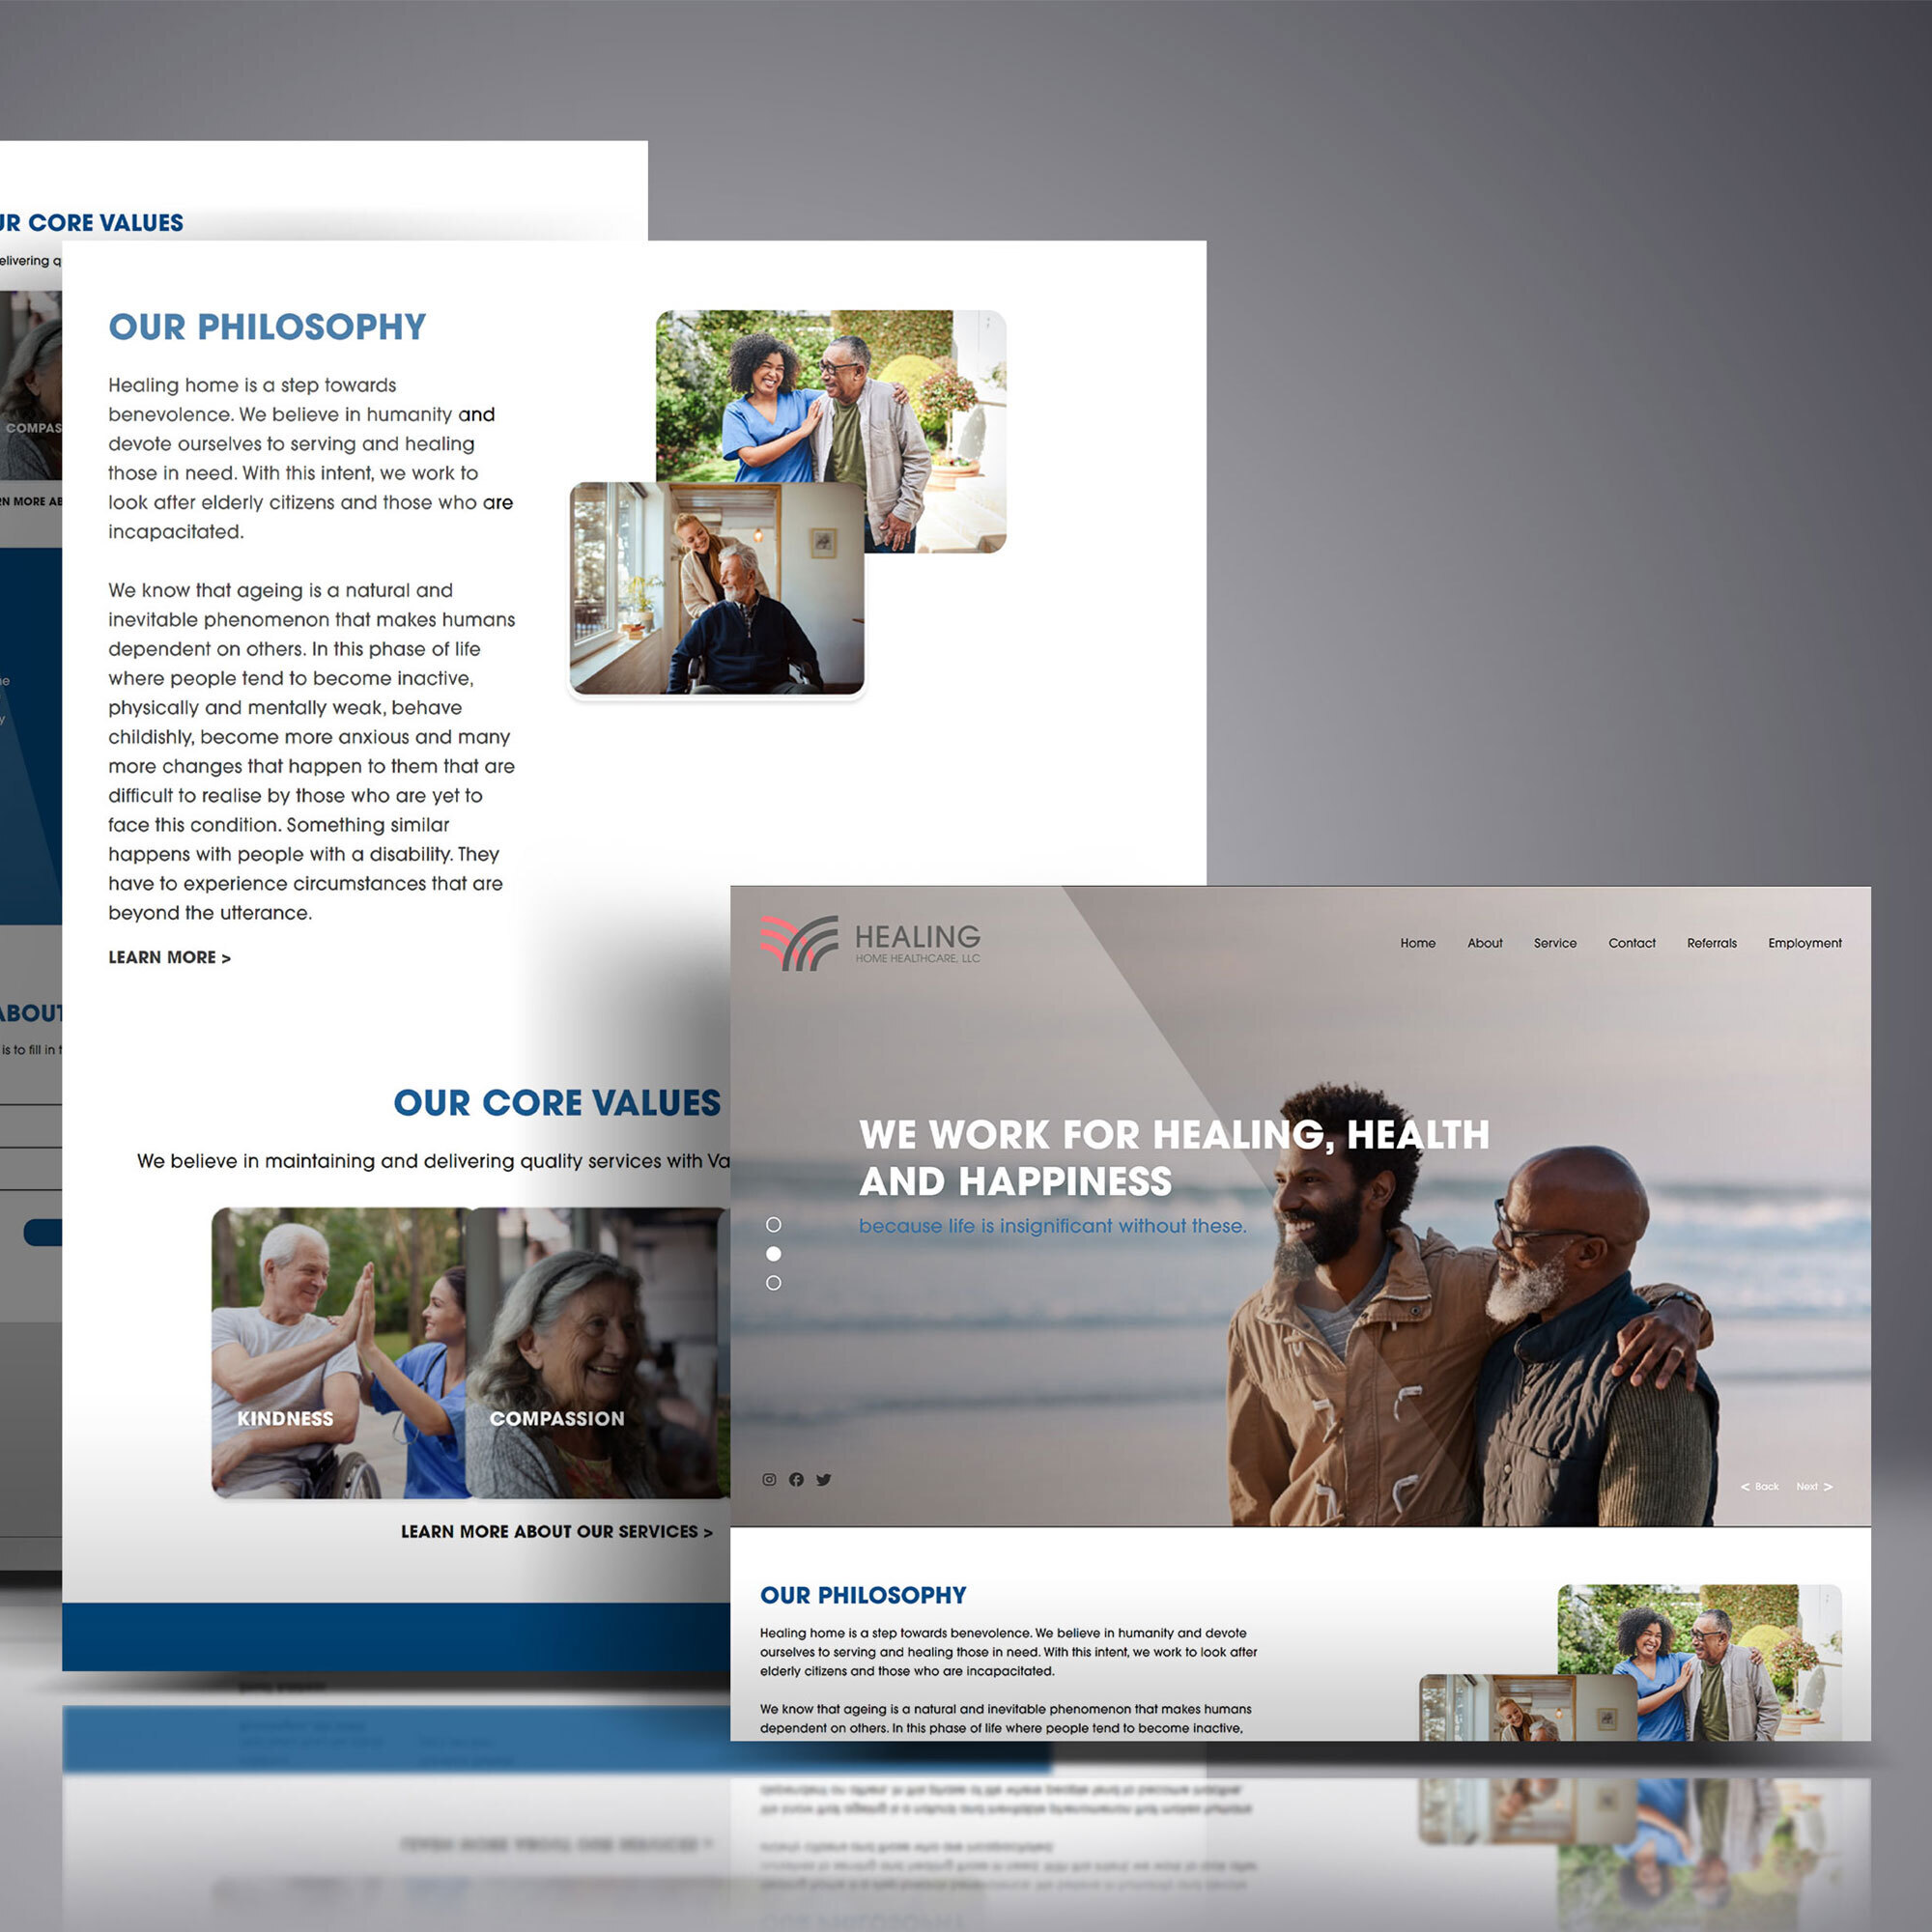 UR CORE VALUES
elivering q
COMPAS
RN MORE AB
ABOUT
is to fill in t
OUR PHILOSOPHY
Healing home is a step towards
benevolence. We believe in humanity and
devote ourselves to serving and healing
those in need. With this intent, we work to
look after elderly citizens and those who are
incapacitated.
We know that ageing is a natural and
inevitable phenomenon that makes humans
dependent on others. In this phase of life
where people tend to become inactive,
physically and mentally weak, behave
childishly, become more anxious and many
more changes that happen to them that are
difficult to realise by those who are yet to
face this condition. Something similar
happens with people with a disability. They
have to experience circumstances that are
beyond the utterance.
LEARN MORE >
OUR CORE VALUES
We believe in maintaining and delivering quality services with Va
KINDNESS
COMPASSION
LEARN MORE ABOUT OUR SERVICES >
HEALING
HOME HEALTHCARE, LLC
Home About Service Contact Referrals Employment
WE WORK FOR HEALING, HEALTH
AND HAPPINESS
because life is insignificant without these.
< Back Next >
OUR PHILOSOPHY
Healing home is a step towards benevolence. We believe in humanity and devote
ourselves to serving and healing those in need. With this intent, we work to look after
elderly citizens and those who are incapacitated.
We know that ageing is a natural and inevitable phenomenon that makes humans
dependent on others. In this phase of life where people tend to become inactive,